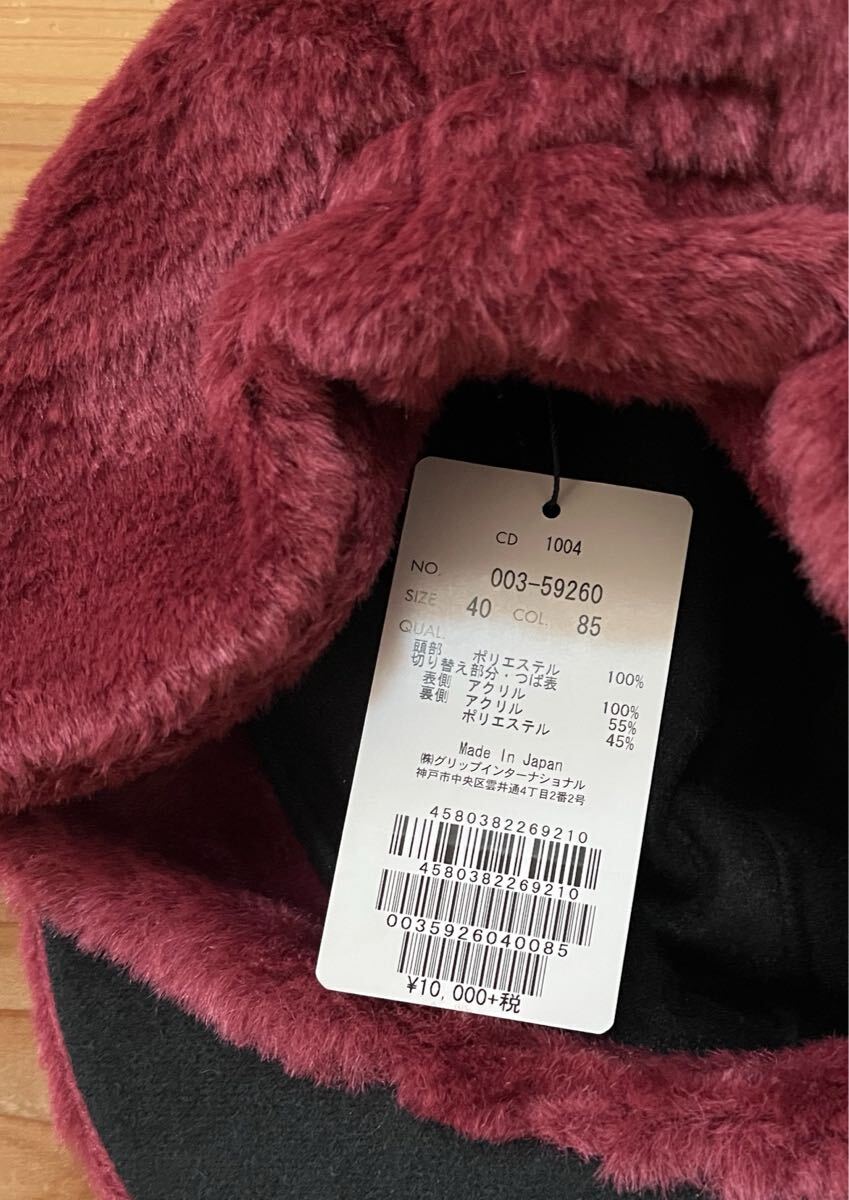 CD 1004
NO. 003-59260
SIZE 40 COL. 85
QUAL.
頭部 ポリエステル 100%
切り替え部分・つば表
表側 アクリル 100%
裏側 アクリル 55%
ポリエステル 45%
Made In Japan
㈱グリップインターナショナル
神戸市中央区雲井通4丁目2番2号
4580382269210
4580382269210
0035926040085
¥10,000+税